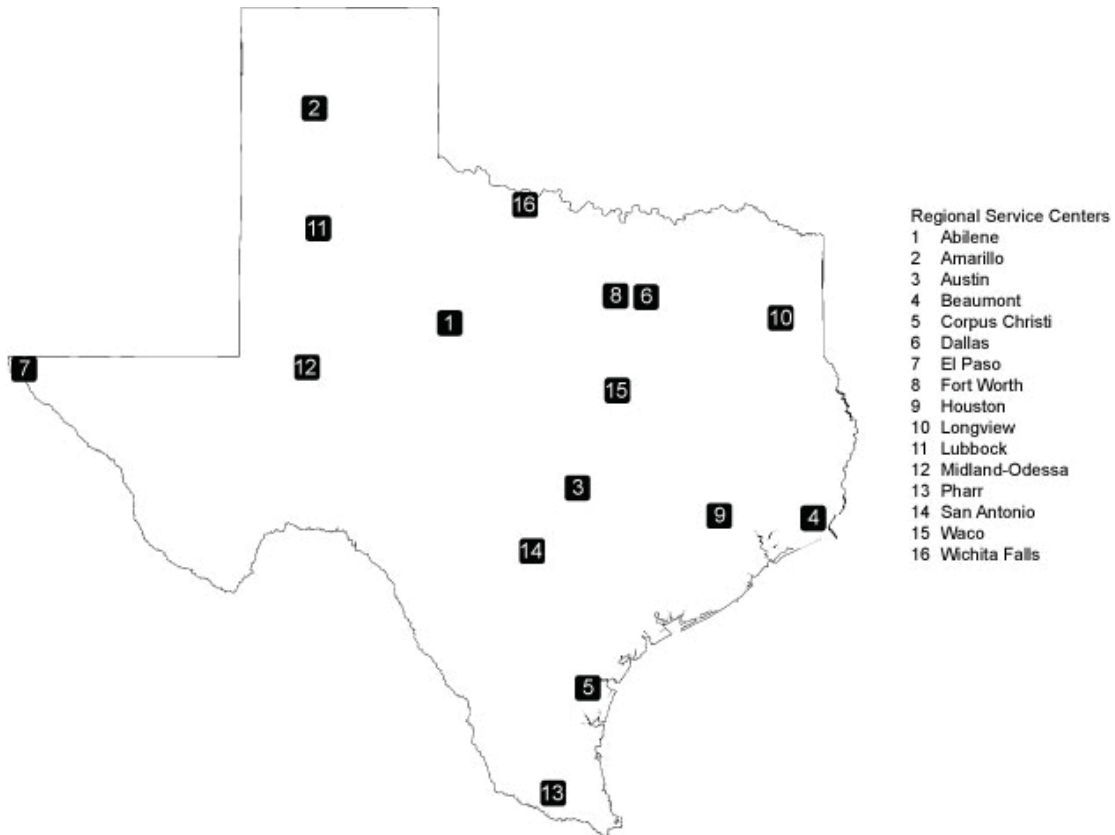 2
16
11
8 6
1
10
7
12
15
3
9
4
14
5
13
Regional Service Centers
1 Abilene
2 Amarillo
3 Austin
4 Beaumont
5 Corpus Christi
6 Dallas
7 El Paso
8 Fort Worth
9 Houston
10 Longview
11 Lubbock
12 Midland-Odessa
13 Pharr
14 San Antonio
15 Waco
16 Wichita Falls